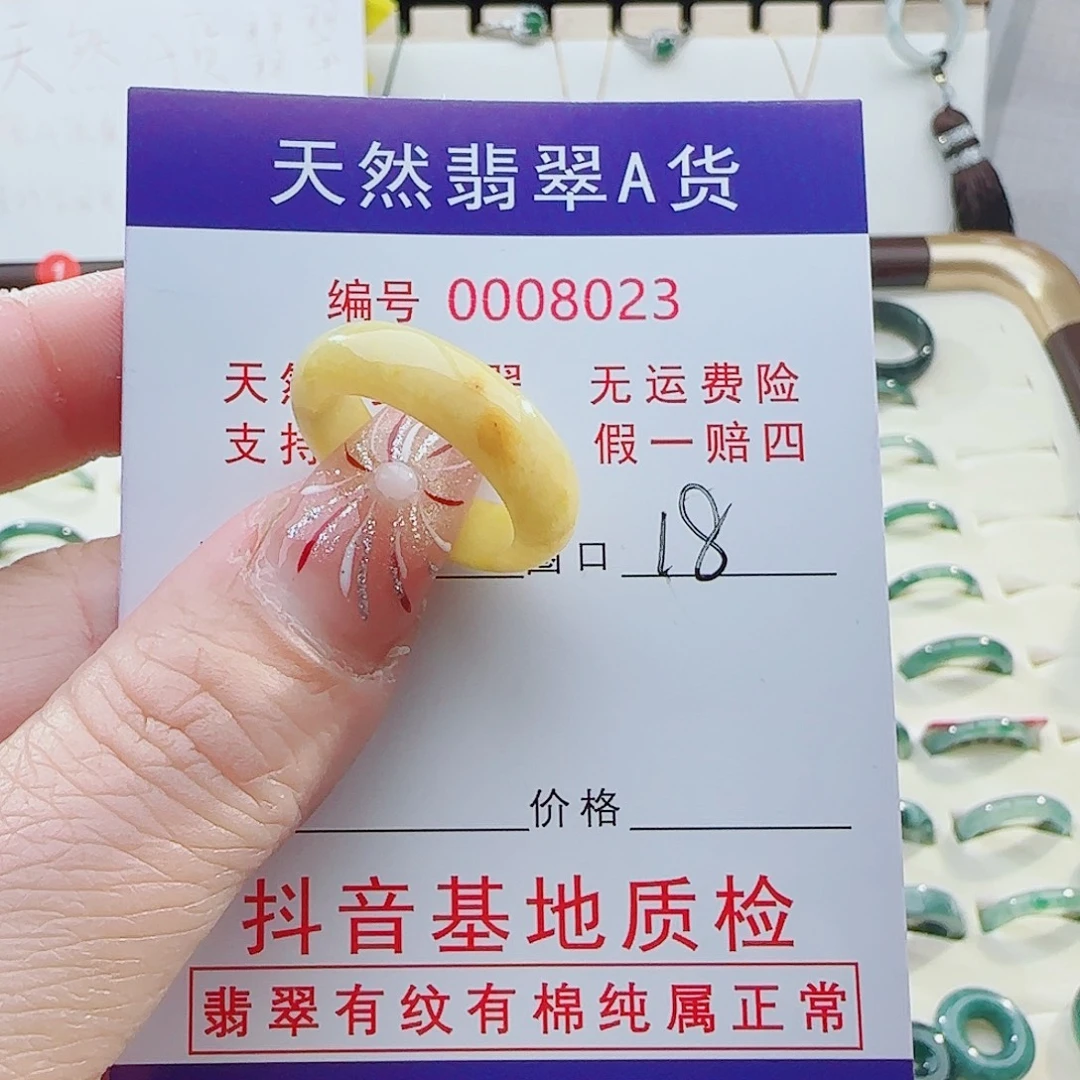 天然翡翠A货
编号 0008023
天然 翠 无运费险
支持 假一赔四
围口 18
价格
抖音基地质检
翡翠有纹有棉纯属正常
1